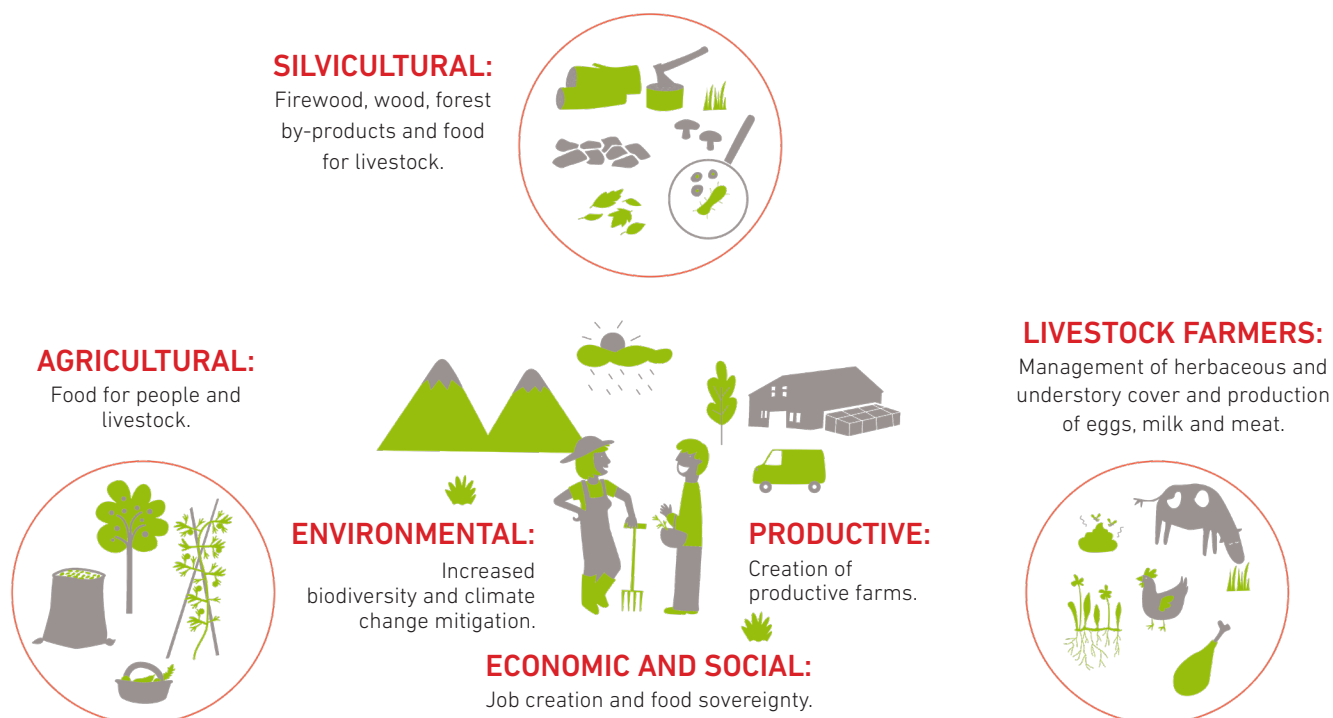 SILVICULTURAL:
Firewood, wood, forest
by-products and food
for livestock.
AGRICULTURAL:
Food for people and
livestock.
LIVESTOCK FARMERS:
Management of herbaceous and
understory cover and production
of eggs, milk and meat.
ENVIRONMENTAL:
Increased
biodiversity and climate
change mitigation.
PRODUCTIVE:
Creation of
productive farms.
ECONOMIC AND SOCIAL:
Job creation and food sovereignty.